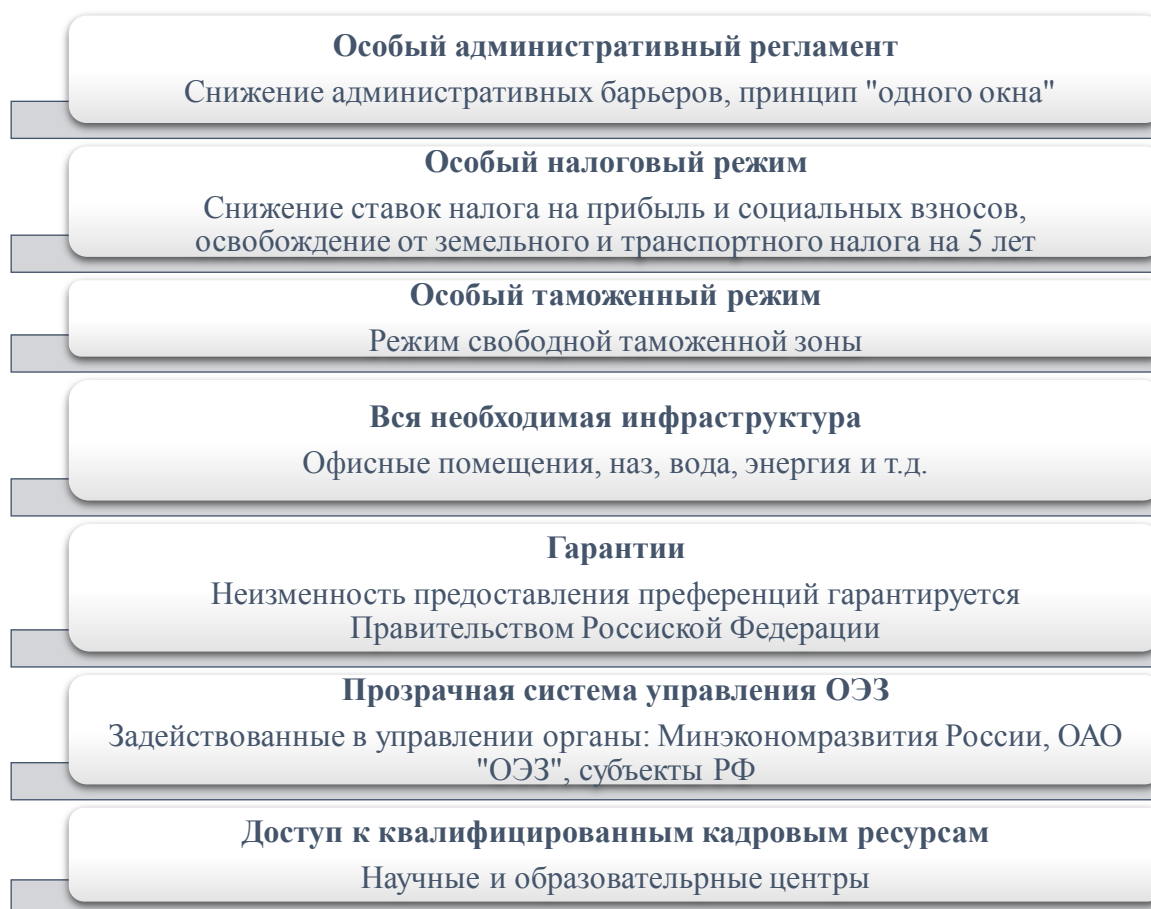 Особый административный регламент
Снижение административных барьеров, принцип "одного окна"
Особый налоговый режим
Снижение ставок налога на прибыль и социальных взносов,
освобождение от земельного и транспортного налога на 5 лет
Особый таможенный режим
Режим свободной таможенной зоны
Вся необходимая инфраструктура
Офисные помещения, наз, вода, энергия и т.д.
Гарантии
Неизменность предоставления преференций гарантируется
Правительством Россиской Федерации
Прозрачная система управления ОЭЗ
Задействованные в управлении органы: Минэкономразвития России, ОАО
"ОЭЗ", субъекты РФ
Доступ к квалифицированным кадровым ресурсам
Научные и образоватеьрные центры